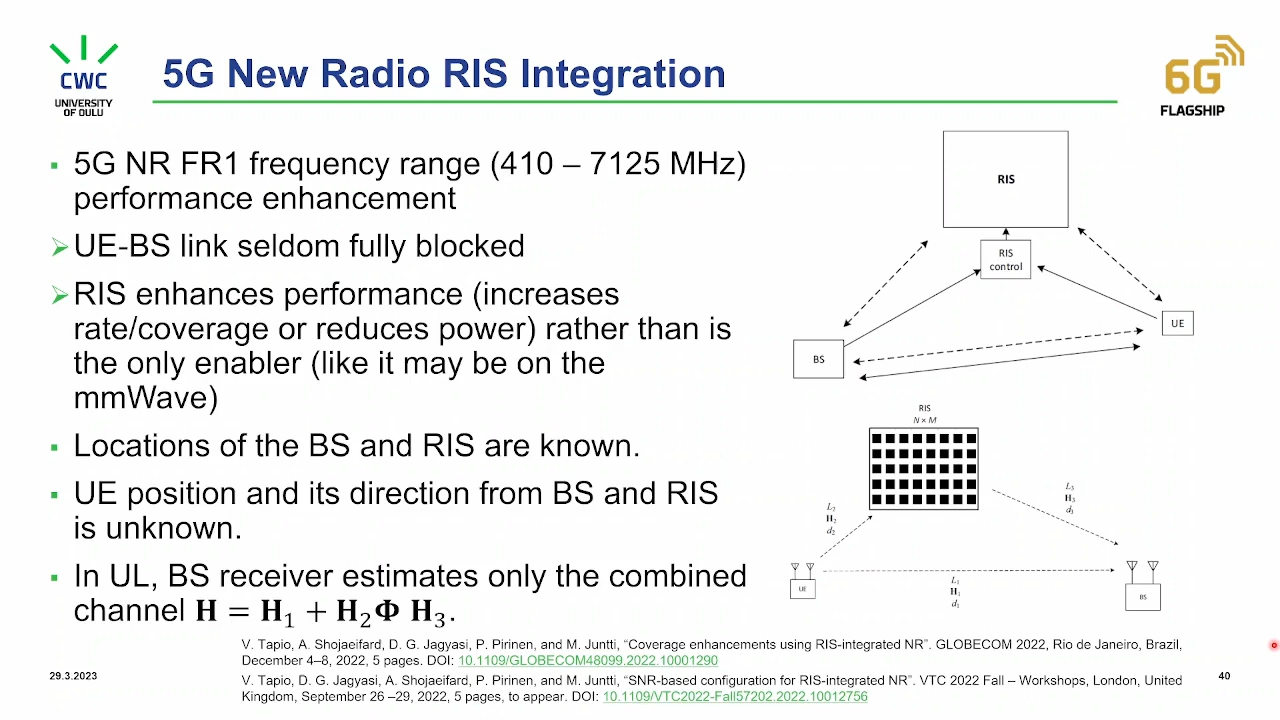 CWC
UNIVERSITY
OF OULU
5G New Radio RIS Integration
6G
FLAGSHIP
▪ 5G NR FR1 frequency range (410 – 7125 MHz)
performance enhancement
➢UE-BS link seldom fully blocked
➢RIS enhances performance (increases
rate/coverage or reduces power) rather than is
the only enabler (like it may be on the
mmWave)
▪ Locations of the BS and RIS are known.
▪ UE position and its direction from BS and RIS
is unknown.
▪ In UL, BS receiver estimates only the combined
channel 𝐇 = 𝐇₁ + 𝐇₂𝚽 𝐇₃.
RIS
RIS
control
UE
BS
RIS
N × M
L₂
H₂
d₂
L₃
H₃
d₃
UE
L₁
H₁
d₁
BS
V. Tapio, A. Shojaeifard, D. G. Jagyasi, P. Pirinen, and M. Juntti, “Coverage enhancements using RIS-integrated NR”. GLOBECOM 2022, Rio de Janeiro, Brazil,
December 4–8, 2022, 5 pages. DOI: 10.1109/GLOBECOM48099.2022.10001290
V. Tapio, D. G. Jagyasi, A. Shojaeifard, P. Pirinen, and M. Juntti, “SNR-based configuration for RIS-integrated NR”. VTC 2022 Fall – Workshops, London, United
Kingdom, September 26 –29, 2022, 5 pages, to appear. DOI: 10.1109/VTC2022-Fall57202.2022.10012756
29.3.2023
40